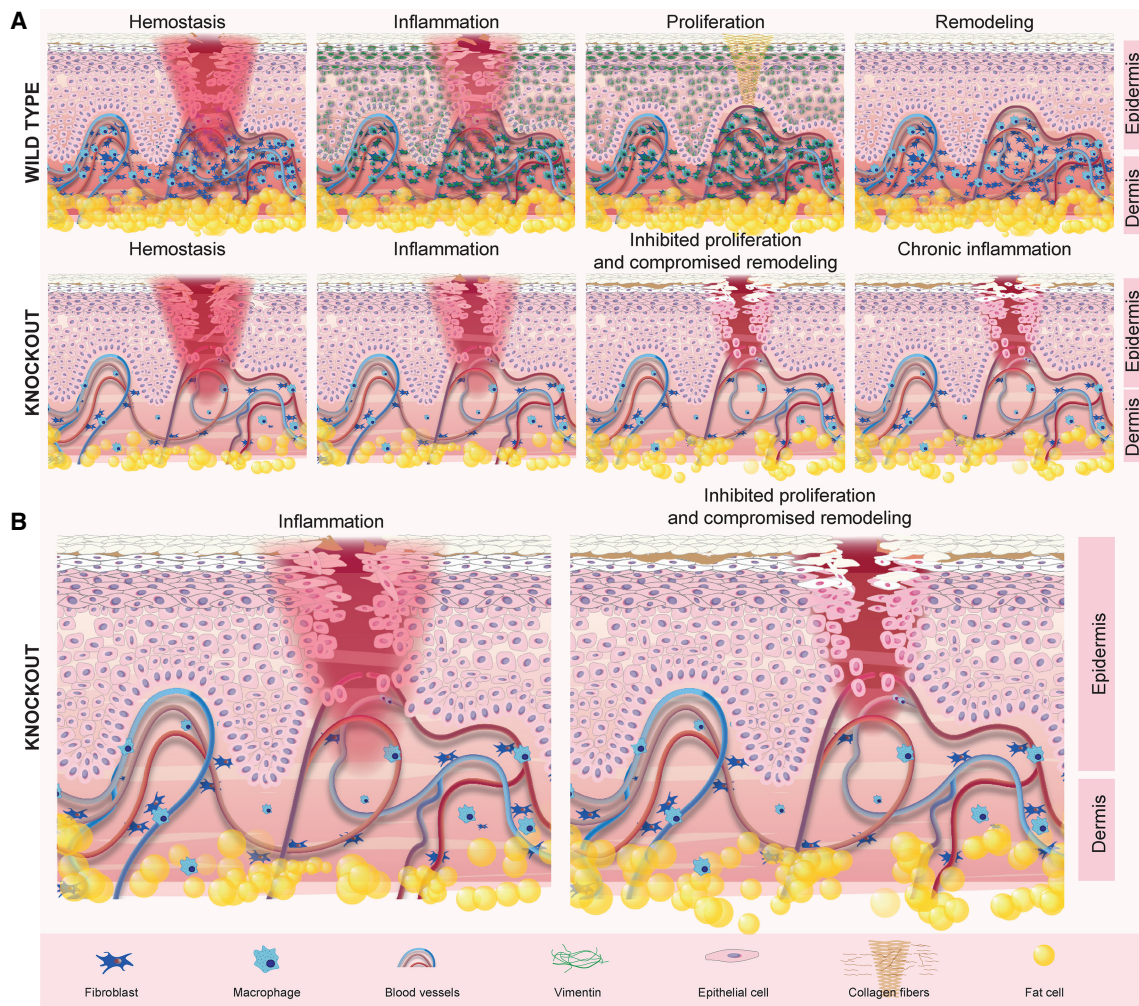 A
Hemostasis
Inflammation
Proliferation
Remodeling
WILD TYPE
Epidermis
Dermis
Hemostasis
Inflammation
Inhibited proliferation
and compromised remodeling
Chronic inflammation
KNOCKOUT
Epidermis
Dermis
B
Inflammation
Inhibited proliferation
and compromised remodeling
KNOCKOUT
Epidermis
Dermis
Fibroblast
Macrophage
Blood vessels
Vimentin
Epithelial cell
Collagen fibers
Fat cell